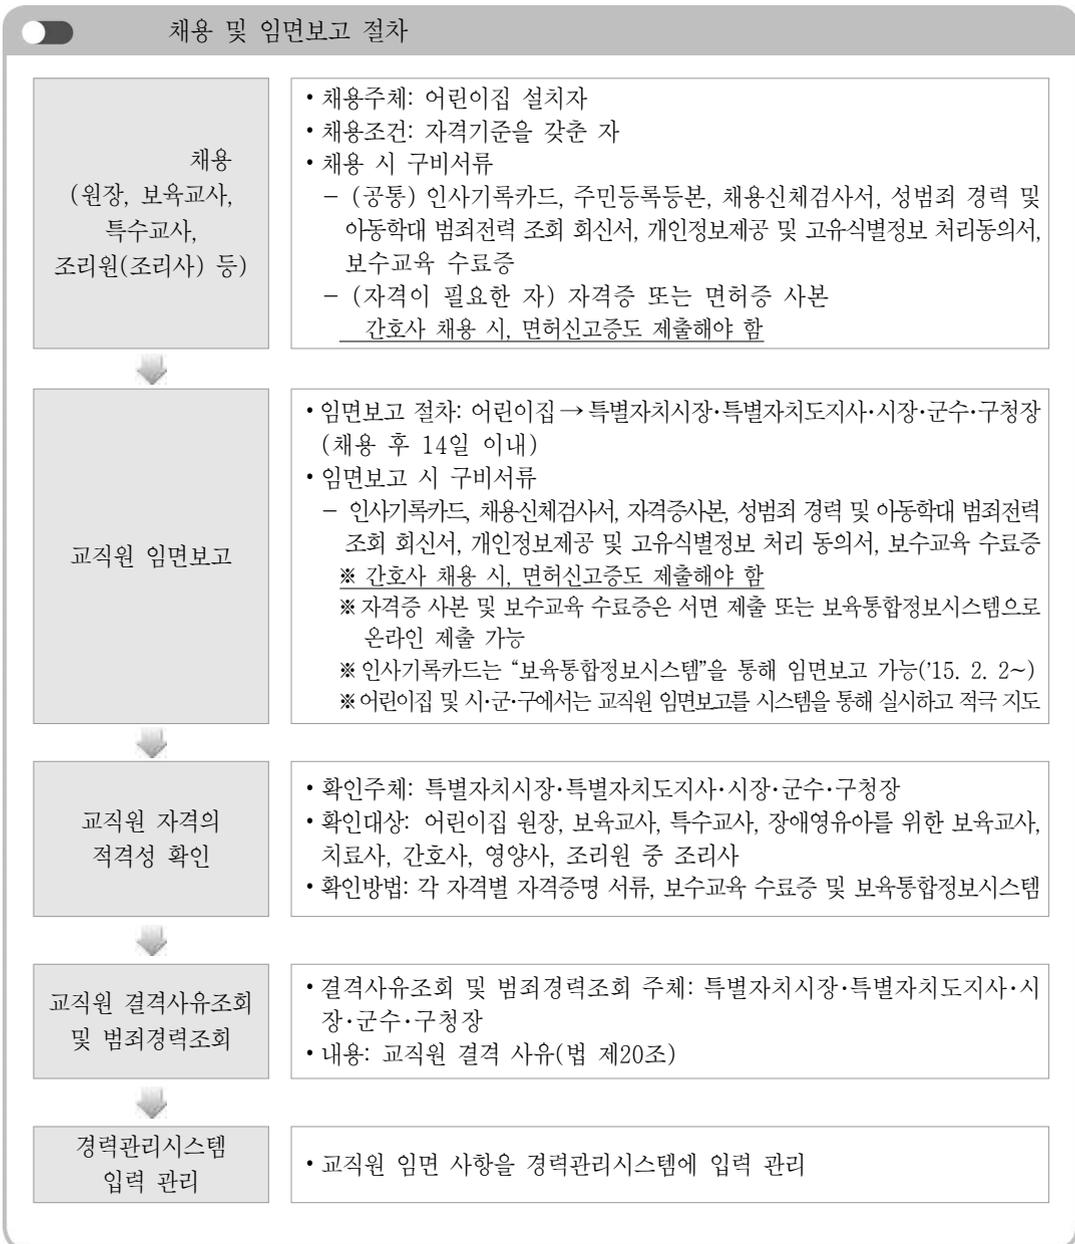 채용 및 임면보고 절차
채용
(원장, 보육교사,
특수교사,
조리원(조리사) 등)
• 채용주체: 어린이집 설치자
• 채용조건: 자격기준을 갖춘 자
• 채용 시 구비서류
－ (공통) 인사기록카드, 주민등록등본, 채용신체검사서, 성범죄 경력 및
아동학대 범죄전력 조회 회신서, 개인정보제공 및 고유식별정보 처리동의서,
보수교육 수료증
－ (자격이 필요한 자) 자격증 또는 면허증 사본
간호사 채용 시, 면허신고증도 제출해야 함
교직원 임면보고
• 임면보고 절차: 어린이집 → 특별자치시장·특별자치도지사·시장·군수·구청장
(채용 후 14일 이내)
• 임면보고 시 구비서류
－ 인사기록카드, 채용신체검사서, 자격증사본, 성범죄 경력 및 아동학대 범죄전력
조회 회신서, 개인정보제공 및 고유식별정보 처리 동의서, 보수교육 수료증
※ 간호사 채용 시, 면허신고증도 제출해야 함
※ 자격증 사본 및 보수교육 수료증은 서면 제출 또는 보육통합정보시스템으로
온라인 제출 가능
※ 인사기록카드는 “보육통합정보시스템”을 통해 임면보고 가능('15. 2. 2~)
※ 어린이집 및 시·군·구에서는 교직원 임면보고를 시스템을 통해 실시하고 적극 지도
교직원 자격의
적격성 확인
• 확인주체: 특별자치시장·특별자치도지사·시장·군수·구청장
• 확인대상: 어린이집 원장, 보육교사, 특수교사, 장애영유아를 위한 보육교사,
치료사, 간호사, 영양사, 조리원 중 조리사
• 확인방법: 각 자격별 자격증명 서류, 보수교육 수료증 및 보육통합정보시스템
교직원 결격사유조회
및 범죄경력조회
• 결격사유조회 및 범죄경력조회 주체: 특별자치시장·특별자치도지사·시
장·군수·구청장
• 내용: 교직원 결격 사유(법 제20조)
경력관리시스템
입력 관리
• 교직원 임면 사항을 경력관리시스템에 입력 관리